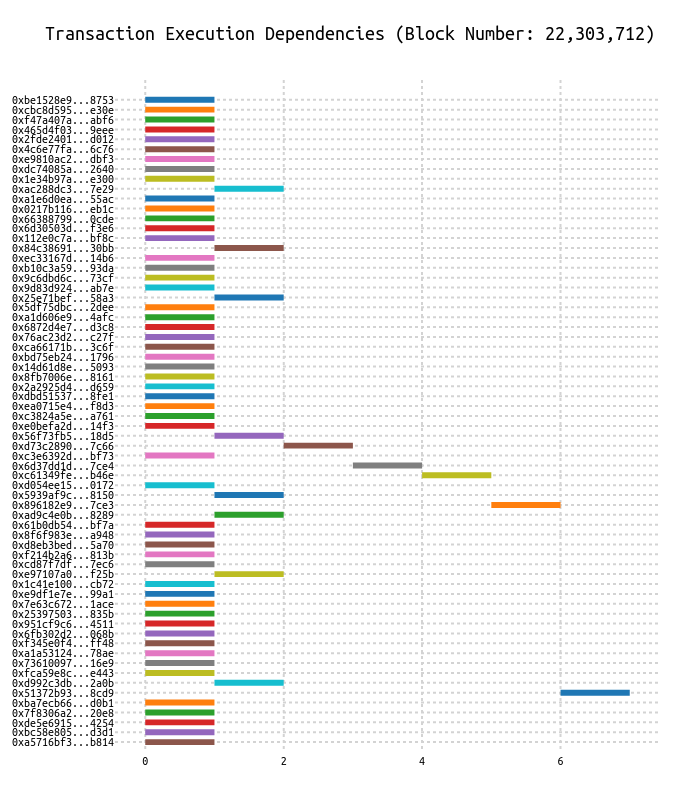 Transaction Execution Dependencies (Block Number: 22,303,712)
0xbe1528e9...8753
0xcbc8d595...e30e
0xf47a407a...abf6
0x465d4f03...9eee
0x2fde2401...d012
0x4c6e77fa...6c76
0xe9810ac2...dbf3
0xdc74085a...2640
0x1e34b97a...e300
0xac288dc3...7e29
0xa1e6d0ea...55ac
0x0217b116...eb1c
0x66388799...0cde
0x6d30503d...f3e6
0x112e0c7a...bf8c
0x84c38691...30bb
0xec33167d...14b6
0xb10c3a59...93da
0x9c6dbd6c...73cf
0x9d83d924...ab7e
0x25e71bef...58a3
0x5df75dbc...2dee
0xa1d606e9...4afc
0x6872d4e7...d3c8
0x76ac23d2...c27f
0xca66171b...3c6f
0xbd75eb24...1796
0x14d61d8e...5093
0x8fb7006e...8161
0x2a2925d4...d659
0xdbd51537...8fe1
0xea0715e4...f8d3
0xc3824a5e...a761
0xe0befa2d...14f3
0x56f73fb5...18d5
0xd73c2890...7c66
0xc3e6392d...bf73
0x6d37dd1d...7ce4
0xc61349fe...b46e
0xd054ee15...0172
0x5939af9c...8150
0x896182e9...7ce3
0xad9c4e0b...8289
0x61b0db54...bf7a
0x8f6f983e...a948
0xd8eb3bed...5a70
0xf214b2a6...813b
0xcd87f7df...7ec6
0xe97107a0...f25b
0x1c41e100...cb72
0xe9df1e7e...99a1
0x7e63c672...1ace
0x25397503...835b
0x951cf9c6...4511
0x6fb302d2...068b
0xf345e0f4...ff48
0xa1a53124...78ae
0x73610097...16e9
0xfca59e8c...e443
0xd992c3db...2a0b
0x51372b93...8cd9
0xba7ecb66...d0b1
0x7f8306a2...20e8
0xde5e6915...4254
0xbc58e805...d3d1
0xa5716bf3...b814
0 2 4 6